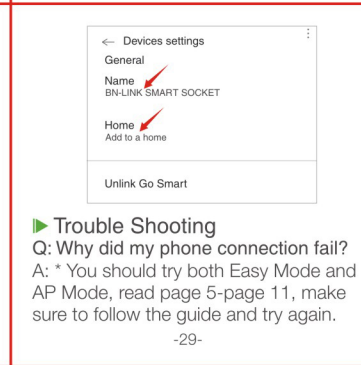 ← Devices settings
General
Name
BN-LINK SMART SOCKET
Home
Add to a home
Unlink Go Smart
Trouble Shooting
Q: Why did my phone connection fail?
A: * You should try both Easy Mode and
AP Mode, read page 5-page 11, make
sure to follow the guide and try again.
-29-